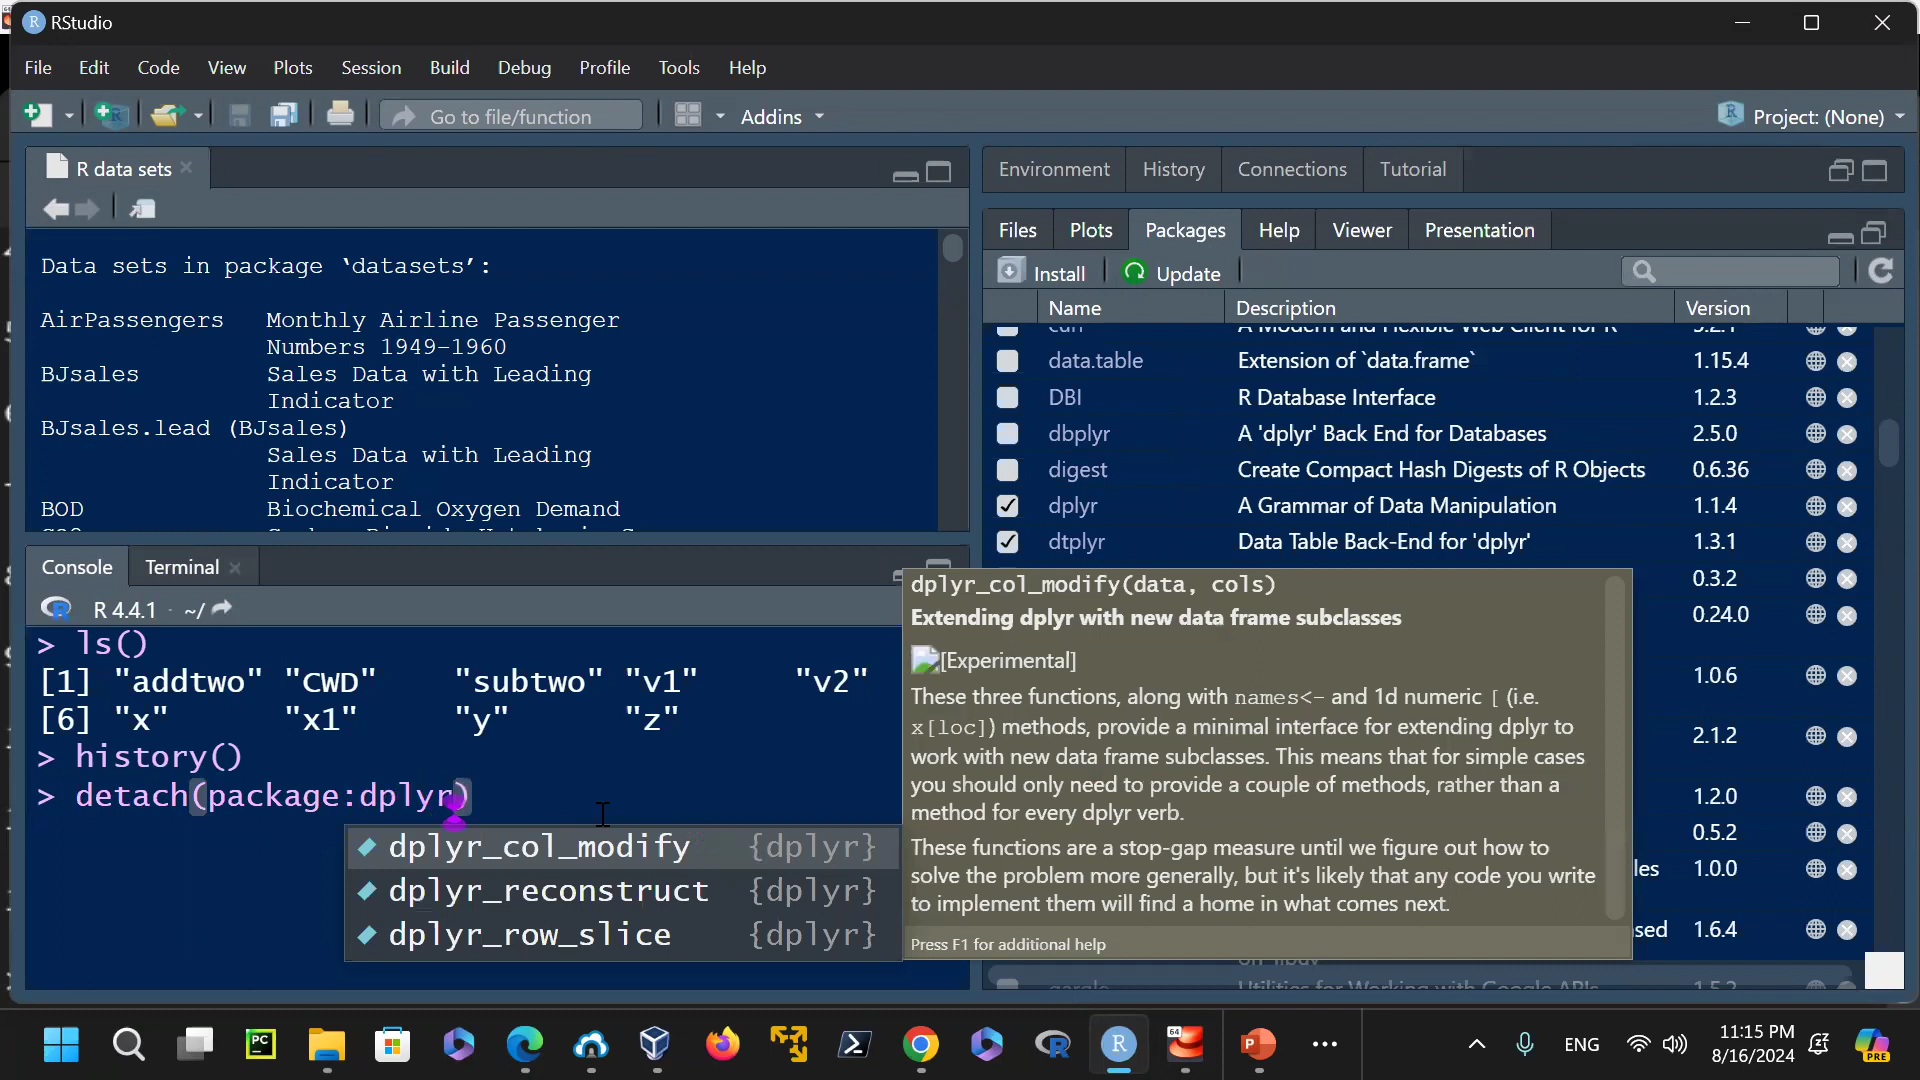 RStudio
File Edit Code View Plots Session Build Debug Profile Tools Help
Go to file/function Addins Project: (None)
R data sets
Data sets in package ‘datasets’:
AirPassengers Monthly Airline Passenger
Numbers 1949-1960
BJsales Sales Data with Leading
Indicator
BJsales.lead (BJsales)
Sales Data with Leading
Indicator
BOD Biochemical Oxygen Demand
Console Terminal
R 4.4.1 · ~/
> ls()
[1] "addtwo" "CWD" "subtwo" "v1" "v2"
[6] "x" "x1" "y" "z"
> history()
> detach(package:dplyr)
dplyr_col_modify {dplyr}
dplyr_reconstruct {dplyr}
dplyr_row_slice {dplyr}
Environment History Connections Tutorial
Files Plots Packages Help Viewer Presentation
Install Update
Name Description Version
data.table Extension of `data.frame` 1.15.4
DBI R Database Interface 1.2.3
dbplyr A 'dplyr' Back End for Databases 2.5.0
digest Create Compact Hash Digests of R Objects 0.6.36
dplyr A Grammar of Data Manipulation 1.1.4
dtplyr Data Table Back-End for 'dplyr' 1.3.1
0.3.2
0.24.0
1.0.6
2.1.2
1.2.0
0.5.2
les 1.0.0
sed 1.6.4
dplyr_col_modify(data, cols)
Extending dplyr with new data frame subclasses
[Experimental]
These three functions, along with names<- and 1d numeric [ (i.e.
x[loc]) methods, provide a minimal interface for extending dplyr to
work with new data frame subclasses. This means that for simple cases
you should only need to provide a couple of methods, rather than a
method for every dplyr verb.
These functions are a stop-gap measure until we figure out how to
solve the problem more generally, but it's likely that any code you write
to implement them will find a home in what comes next.
Press F1 for additional help
PC
64
ENG
11:15 PM
8/16/2024
PRE